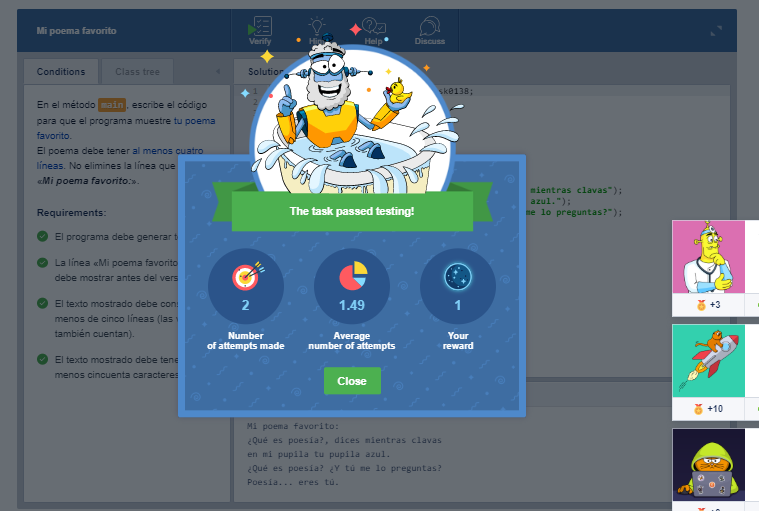 Mi poema favorito
Verify
Help
Discuss
Conditions
Class tree
En el método main, escribe el código
para que el programa muestre tu poema
favorito.
El poema debe tener al menos cuatro
líneas. No elimines la línea que
«Mi poema favorito:».
Requirements:
El programa debe generar
La línea «Mi poema favorito
debe mostrar antes del
El texto mostrado debe
menos de cinco líneas (las
también cuentan).
El texto mostrado debe
menos cincuenta caracteres
1
2
sk0138;
mientras clavas");
azul.");
me lo preguntas?");
The task passed testing!
2
1.49
1
Number
of attempts made
Average
number of attempts
Your
reward
Close
Mi poema favorito:
¿Qué es poesía?, dices mientras clavas
en mi pupila tu pupila azul.
¿Qué es poesía? ¿Y tú me lo preguntas?
Poesía... eres tú.
+3
+10